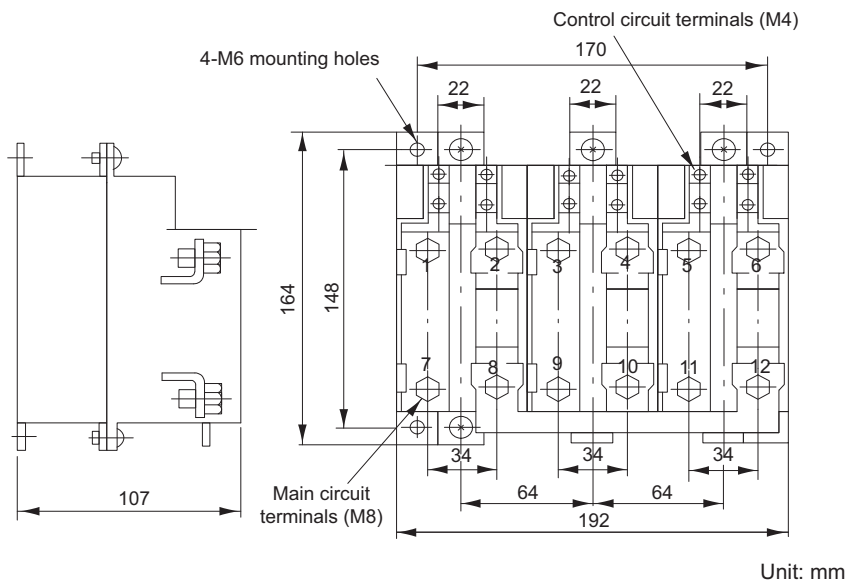 Control circuit terminals (M4)
4-M6 mounting holes
170
22 22 22
164
148
1 2 3 4 5 6
7 8 9 10 11 12
34 34 34
107
Main circuit
terminals (M8)
64 64
192
Unit: mm